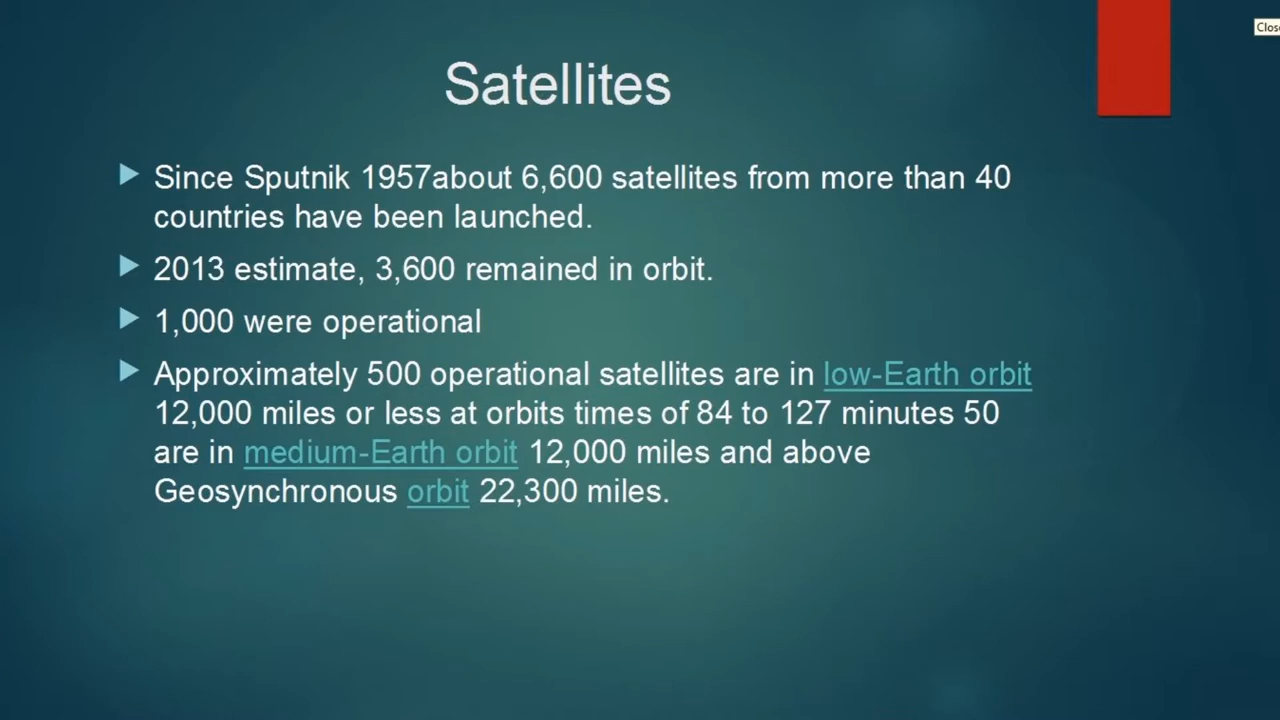 Close
Satellites
Since Sputnik 1957about 6,600 satellites from more than 40
countries have been launched.
2013 estimate, 3,600 remained in orbit.
1,000 were operational
Approximately 500 operational satellites are in low-Earth orbit
12,000 miles or less at orbits times of 84 to 127 minutes 50
are in medium-Earth orbit 12,000 miles and above
Geosynchronous orbit 22,300 miles.